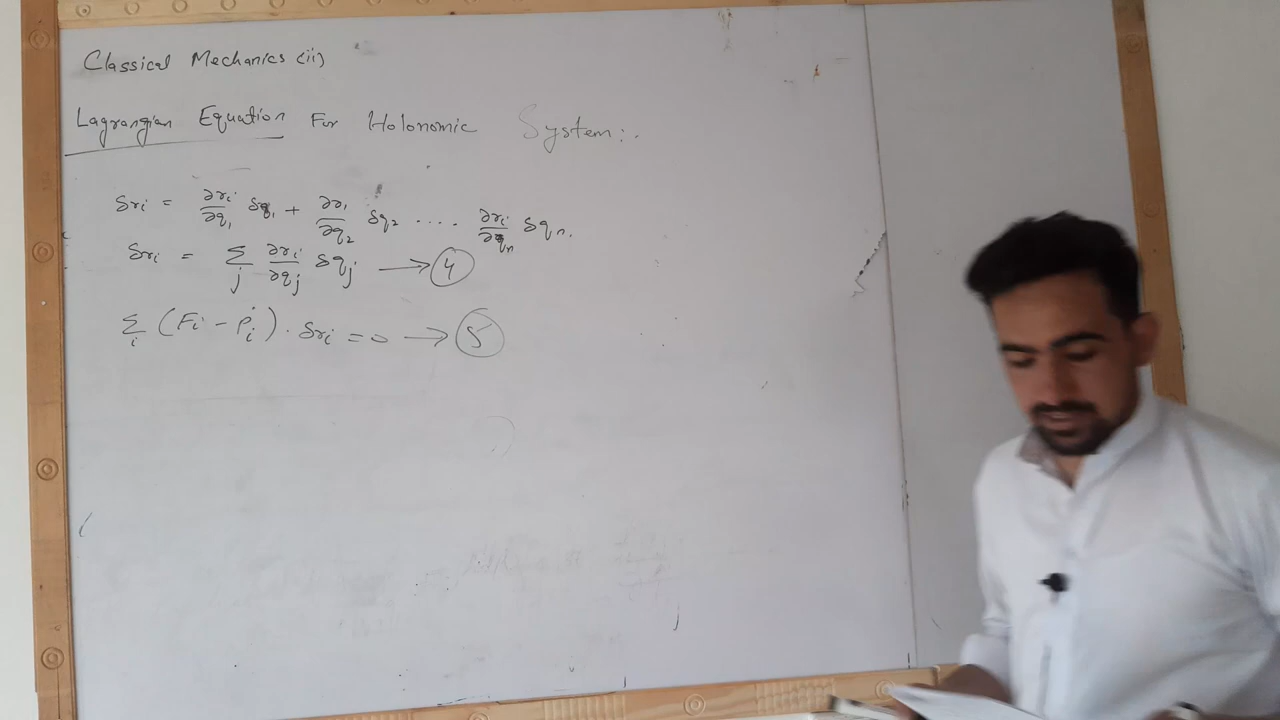 Classical Mechanics (ii)
Lagrangian Equation For Holonomic System:.
δri = ∂ri/∂q1 δq1 + ∂r1/∂q2 δq2 .... ∂ri/∂qn δqn.
δri = Σj ∂ri/∂qj δqj → 4
Σi (Fi - Ṗi) . δri = 0 → 5